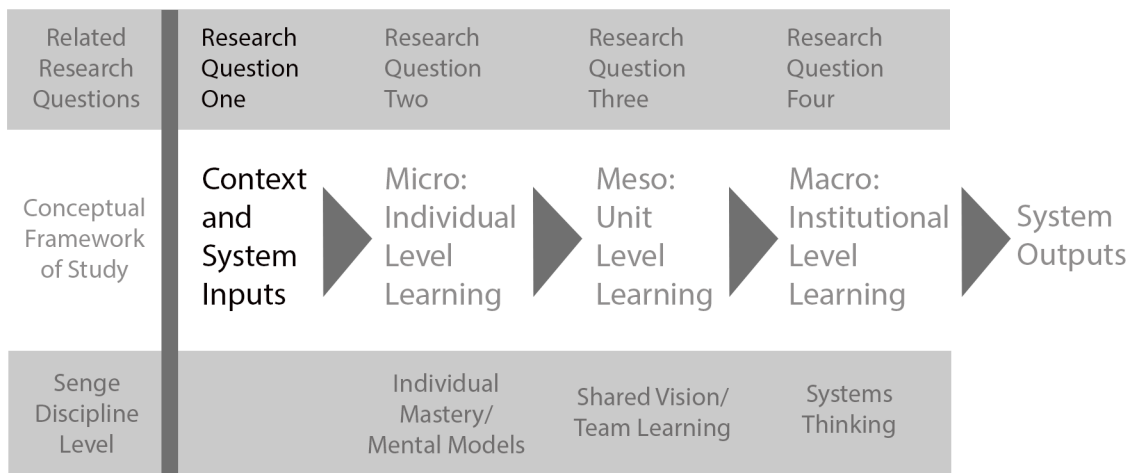 Related
Research
Questions
Research
Question
One
Research
Question
Two
Research
Question
Three
Research
Question
Four
Conceptual
Framework
of Study
Context
and
System
Inputs
Micro:
Individual
Level
Learning
Meso:
Unit
Level
Learning
Macro:
Institutional
Level
Learning
System
Outputs
Senge
Discipline
Level
Individual
Mastery/
Mental Models
Shared Vision/
Team Learning
Systems
Thinking